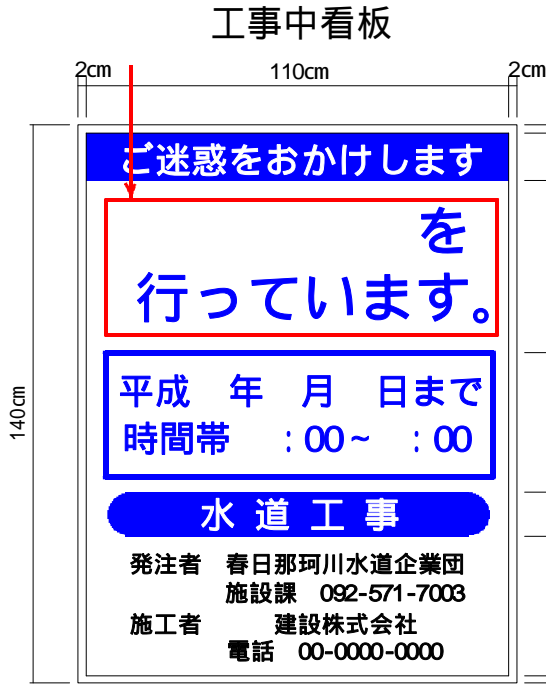 工事中看板
2cm 110cm 2cm
140cm
ご迷惑をおかけします
を
行っています。
平成 年 月 日まで
時間帯 :00~ :00
水道工事
発注者 春日那珂川水道企業団
施設課 092-571-7003
施工者 建設株式会社
電話 00-0000-0000